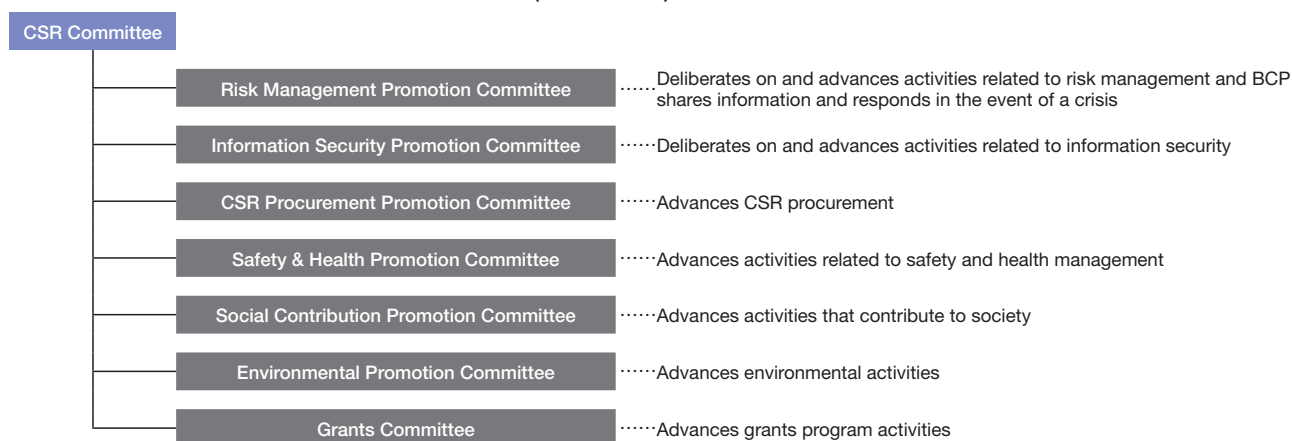 CSR Committee
Risk Management Promotion Committee ......Deliberates on and advances activities related to risk management and BCP
shares information and responds in the event of a crisis
Information Security Promotion Committee ......Deliberates on and advances activities related to information security
CSR Procurement Promotion Committee ......Advances CSR procurement
Safety & Health Promotion Committee ......Advances activities related to safety and health management
Social Contribution Promotion Committee ......Advances activities that contribute to society
Environmental Promotion Committee ......Advances environmental activities
Grants Committee ......Advances grants program activities